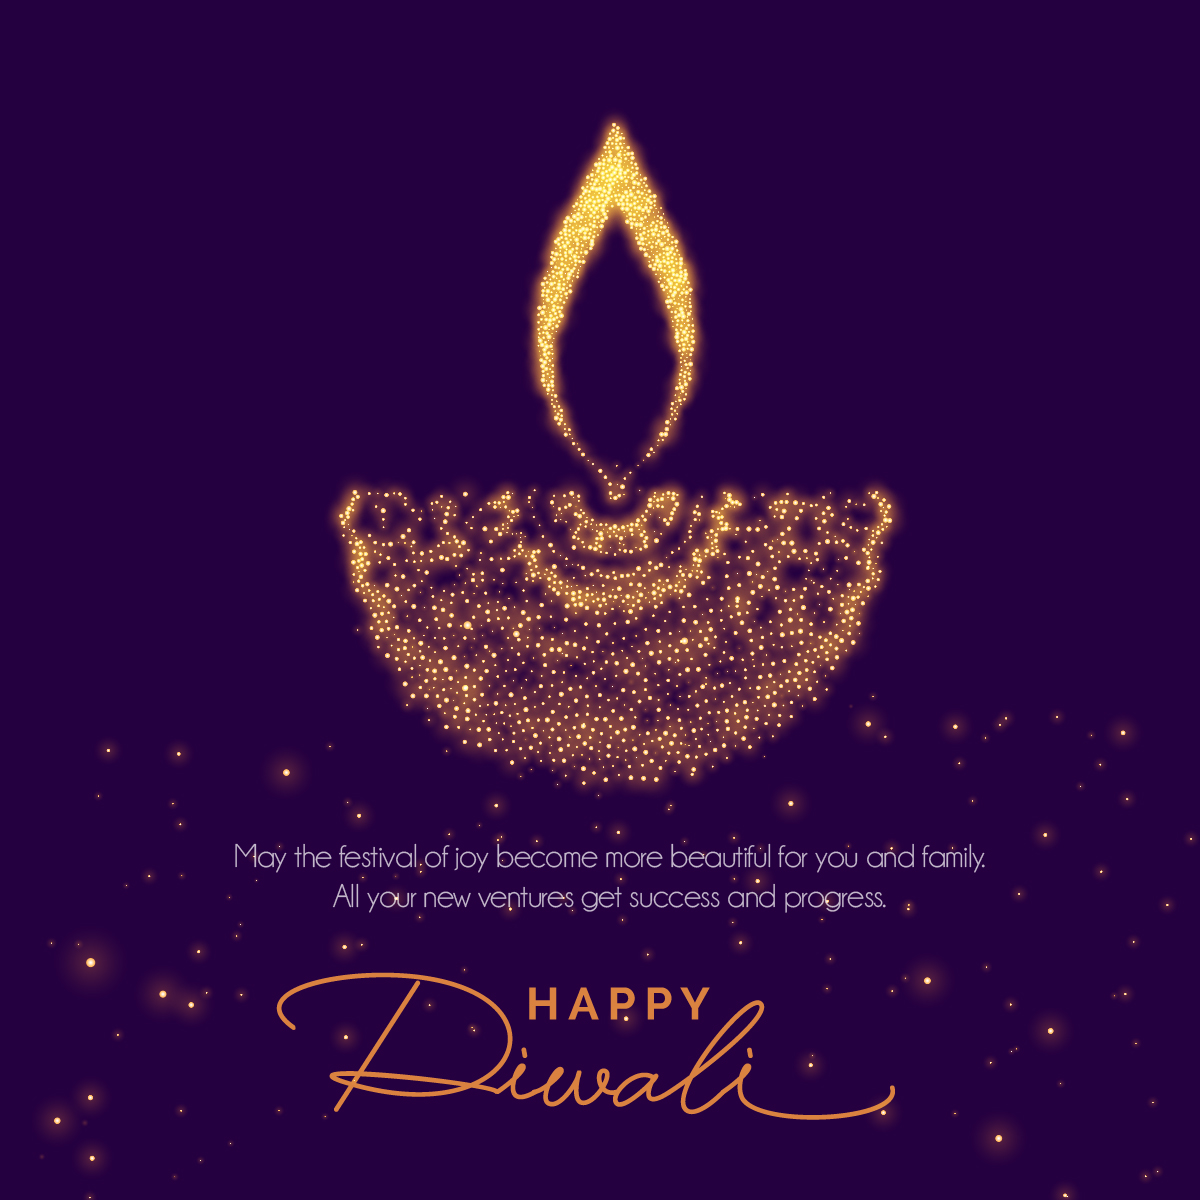 May the festival of joy become more beautiful for you and family.
All your new ventures get success and progress.
HAPPY
Diwali